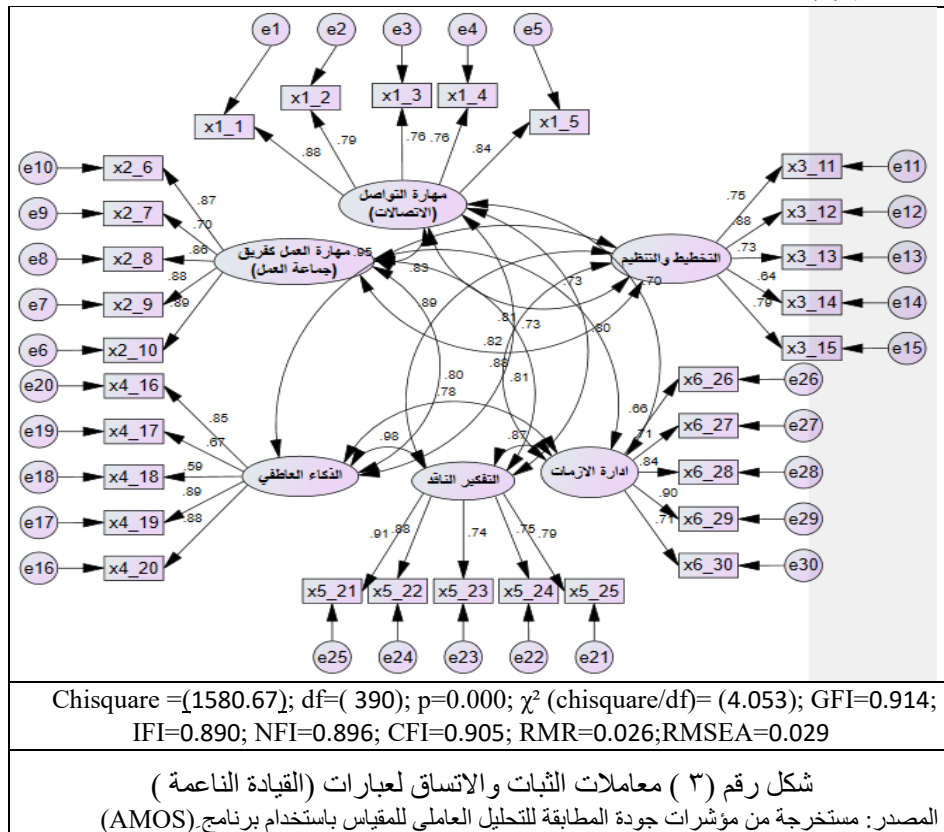 e1 e2 e3 e4 e5
x1_1 x1_2 x1_3 x1_4 x1_5
.88 .79 .76 .76 .84
مهارة التواصل
(الاتصالات)
e10 x2_6 .87
e9 x2_7 .70
e8 x2_8 .86
e7 x2_9 .88
e6 x2_10 .89
مهارة العمل كفريق
(جماعة العمل)
x3_11 e11 .75
x3_12 e12 .88
x3_13 e13 .73
x3_14 e14 .64
x3_15 e15 .79
التخطيط والتنظيم
.95 .83 .73 .70
.89 .81 .73 .80
.82 .88
.80 .81
.78
.98 .87
e20 x4_16 .85
e19 x4_17 .67
e18 x4_18 .59
e17 x4_19 .89
e16 x4_20 .88
الذكاء العاطفي
التفكير الناقد
ادارة الازمات
x6_26 e26 .66
x6_27 e27 .71
x6_28 e28 .84
x6_29 e29 .90
x6_30 e30 .71
.91 .88 .74 .75 .79
x5_21 x5_22 x5_23 x5_24 x5_25
e25 e24 e23 e22 e21
Chisquare =(1580.67); df=( 390); p=0.000; χ² (chisquare/df)= (4.053); GFI=0.914;
IFI=0.890; NFI=0.896; CFI=0.905; RMR=0.026;RMSEA=0.029
شكل رقم (٣ ) معاملات الثبات والاتساق لعبارات (القيادة الناعمة )
المصدر: مستخرجة من مؤشرات جودة المطابقة للتحليل العاملي للمقياس باستخدام برنامج (AMOS)